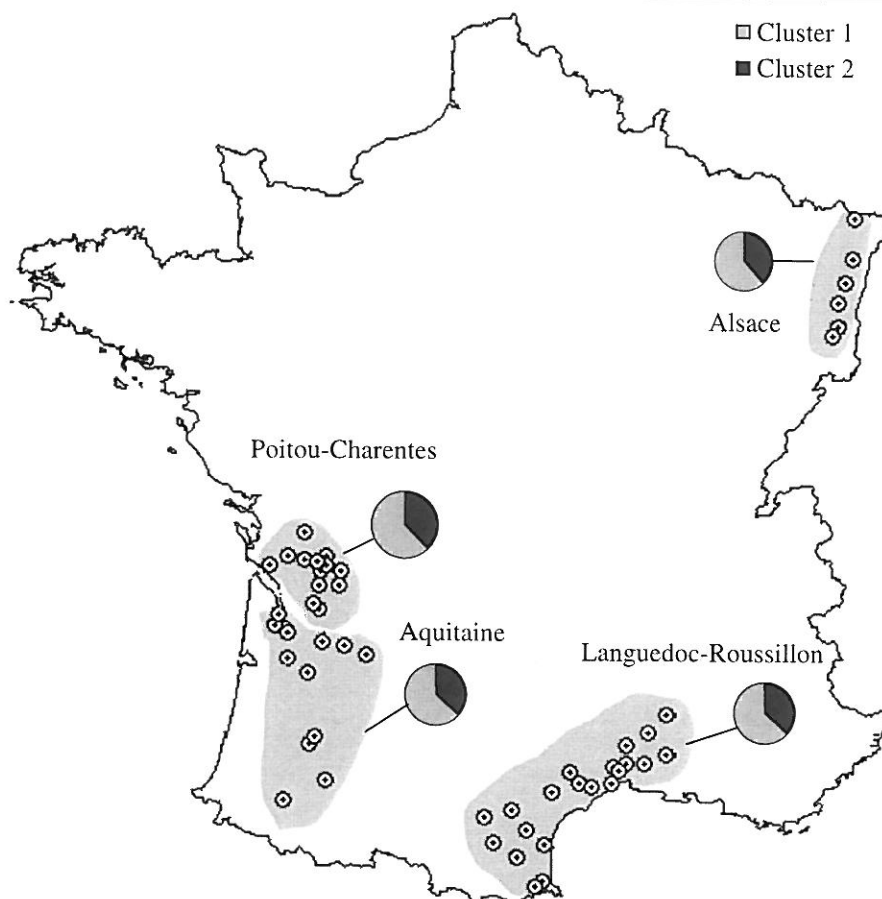 Cluster 1
Cluster 2
Alsace
Poitou-Charentes
Aquitaine
Languedoc-Roussillon